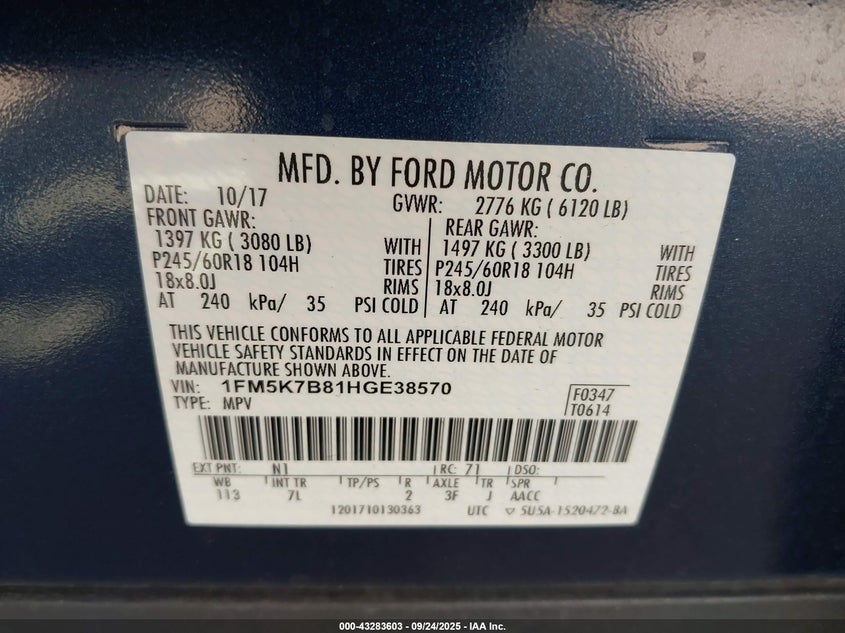 MFD. BY FORD MOTOR CO.
DATE: 10/17 GVWR: 2776 KG ( 6120 LB)
FRONT GAWR: REAR GAWR:
1397 KG ( 3080 LB) WITH 1497 KG ( 3300 LB) WITH
P245/60R18 104H TIRES P245/60R18 104H TIRES
18x8.0J RIMS 18x8.0J RIMS
AT 240 kPa/ 35 PSI COLD AT 240 kPa/ 35 PSI COLD
THIS VEHICLE CONFORMS TO ALL APPLICABLE FEDERAL MOTOR
VEHICLE SAFETY STANDARDS IN EFFECT ON THE DATE OF
MANUFACTURE SHOWN ABOVE.
VIN: 1FM5K7B81HGE38570 F0347
TYPE: MPV T0614
EXT PNT: N1 RC: 71 DSO:
WB INT TR TP/PS R AXLE TR SPR
113 7L 2 3F J AACC
1201710130363 UTC ▽ 5U5A-1520472-BA
000-43283603 - 09/24/2025 - IAA Inc.